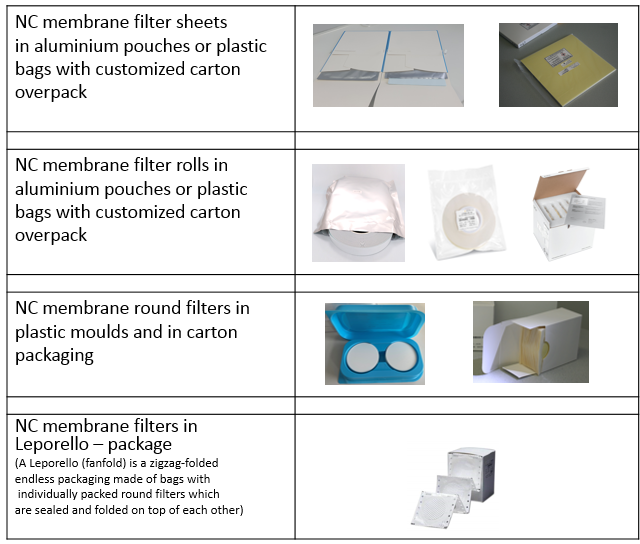 NC membrane filter sheets
in aluminium pouches or plastic
bags with customized carton
overpack
NC membrane filter rolls in
aluminium pouches or plastic
bags with customized carton
overpack
NC membrane round filters in
plastic moulds and in carton
packaging
NC membrane filters in
Leporello – package
(A Leporello (fanfold) is a zigzag-folded
endless packaging made of bags with
individually packed round filters which
are sealed and folded on top of each other)